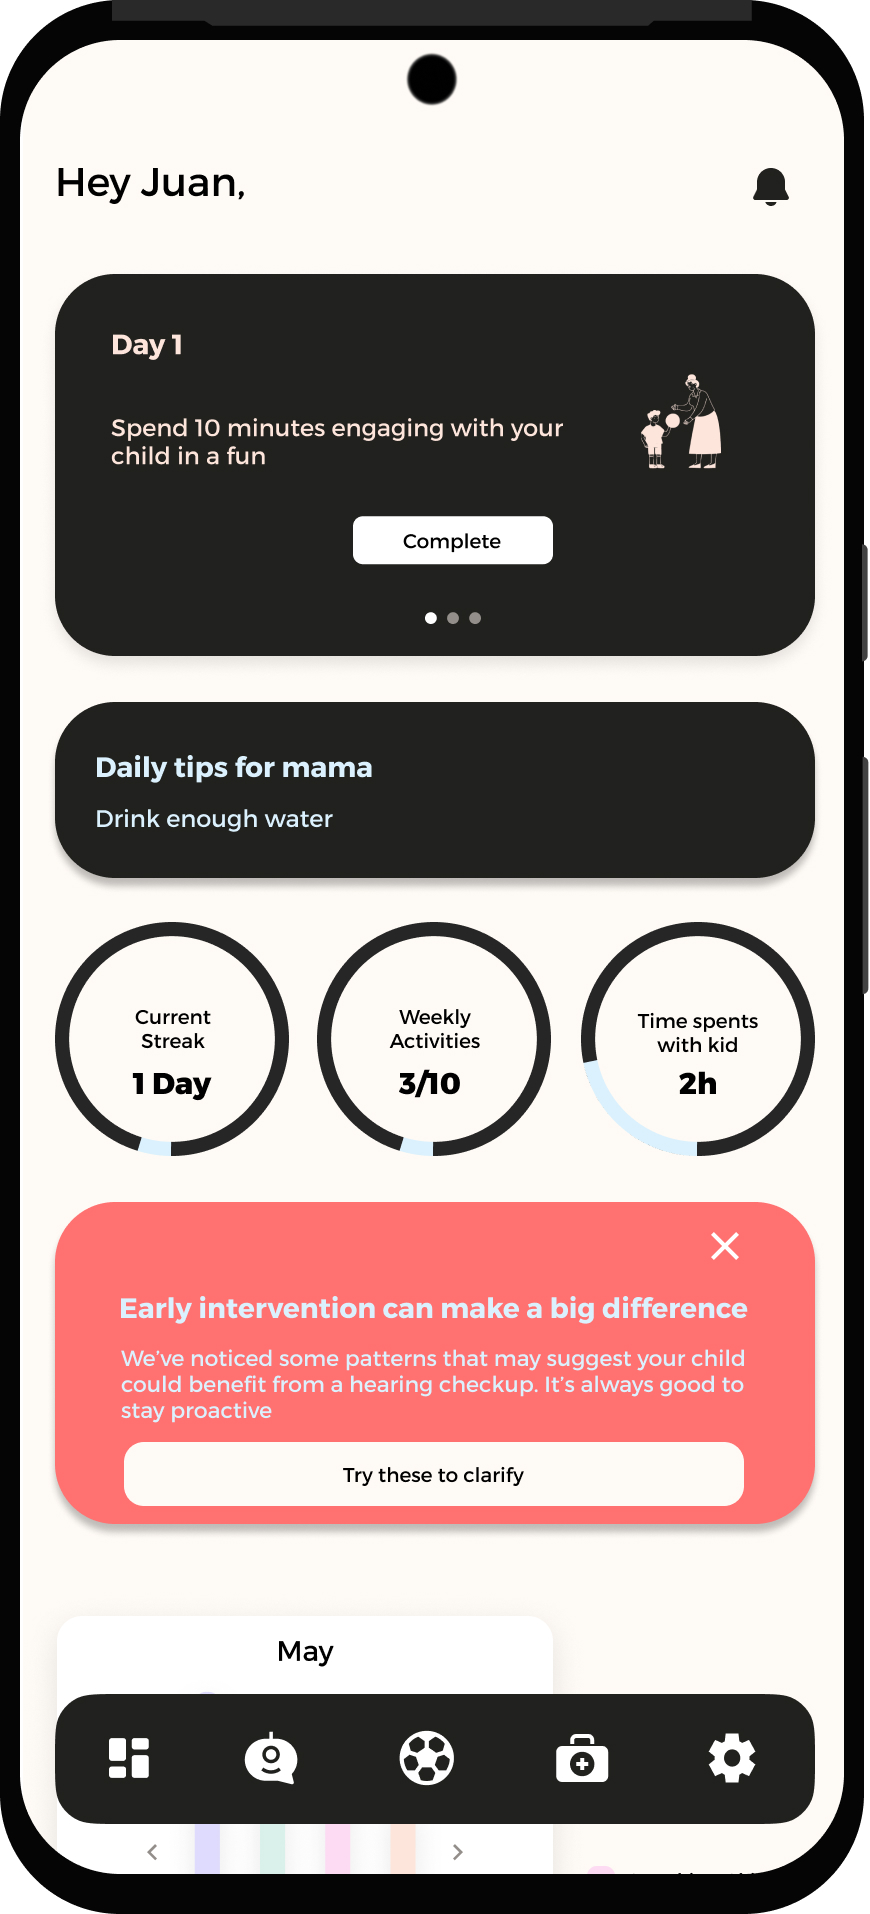 Hey Juan,
Day 1
Spend 10 minutes engaging with your
child in a fun
Complete
Daily tips for mama
Drink enough water
Current
Streak
1 Day
Weekly
Activities
3/10
Time spents
with kid
2h
Early intervention can make a big difference
We’ve noticed some patterns that may suggest your child
could benefit from a hearing checkup. It’s always good to
stay proactive
Try these to clarify
May